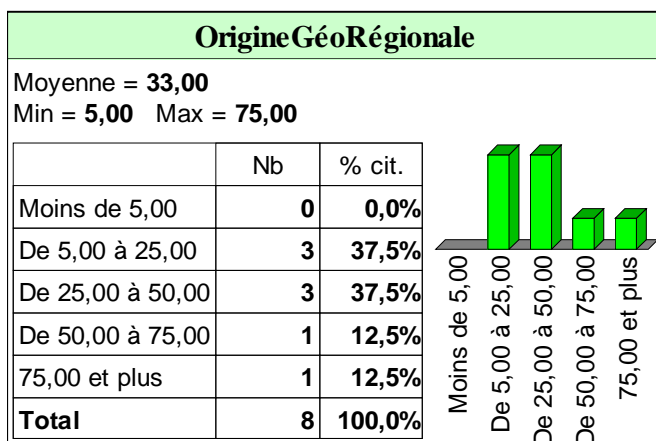 OrigineGéoRégionale
Moyenne = 33,00
Min = 5,00 Max = 75,00
Nb % cit.
Moins de 5,00 0 0,0%
De 5,00 à 25,00 3 37,5%
De 25,00 à 50,00 3 37,5%
De 50,00 à 75,00 1 12,5%
75,00 et plus 1 12,5%
Total 8 100,0%
Moins de 5,00
De 5,00 à 25,00
De 25,00 à 50,00
De 50,00 à 75,00
75,00 et plus